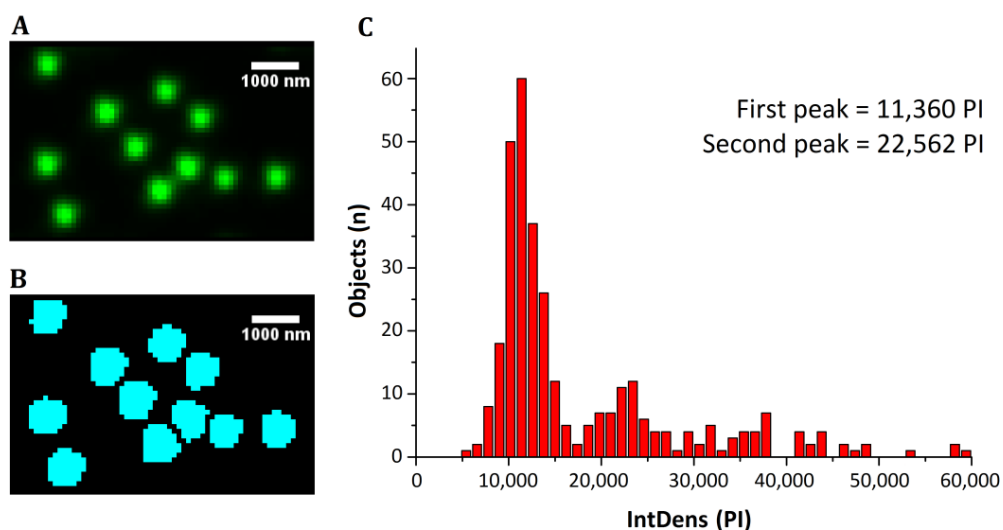 A
1000 nm
B
1000 nm
C
First peak = 11,360 PI
Second peak = 22,562 PI
Objects (n)
60
50
40
30
20
10
0
0
10,000
20,000
30,000
40,000
50,000
60,000
IntDens (PI)